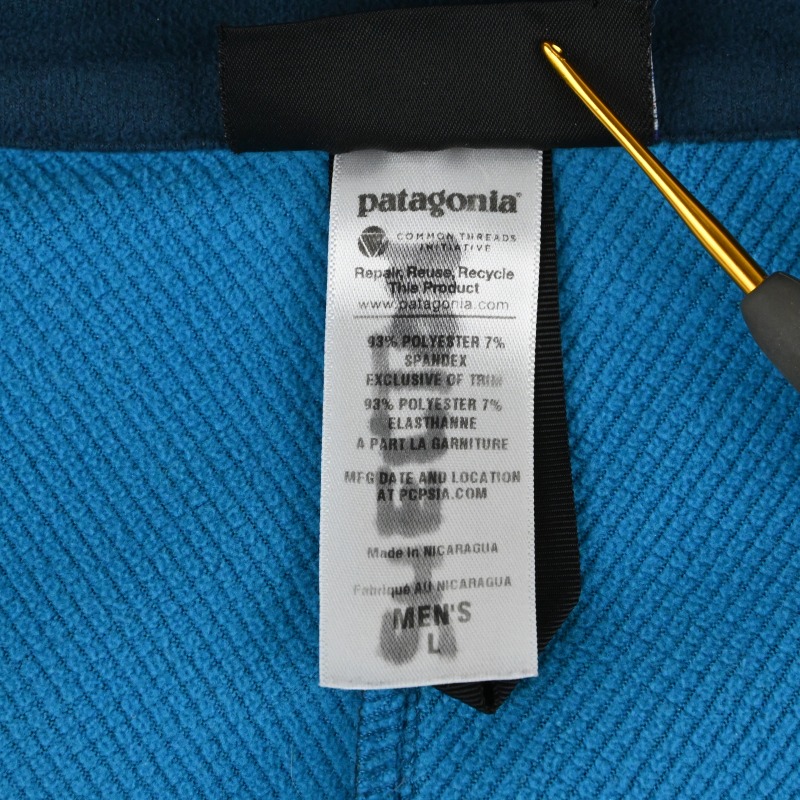 patagonia®
COMMON THREADS
INITIATIVE
Repair, Reuse, Recycle
This Product
www.patagonia.com
93% POLYESTER 7%
SPANDEX
EXCLUSIVE OF TRIM
93% POLYESTER 7%
ELASTHANNE
A PART LA GARNITURE
MFG DATE AND LOCATION
AT PCPSIA.COM
Made in NICARAGUA
Fabriqué AU NICARAGUA
MEN'S
L